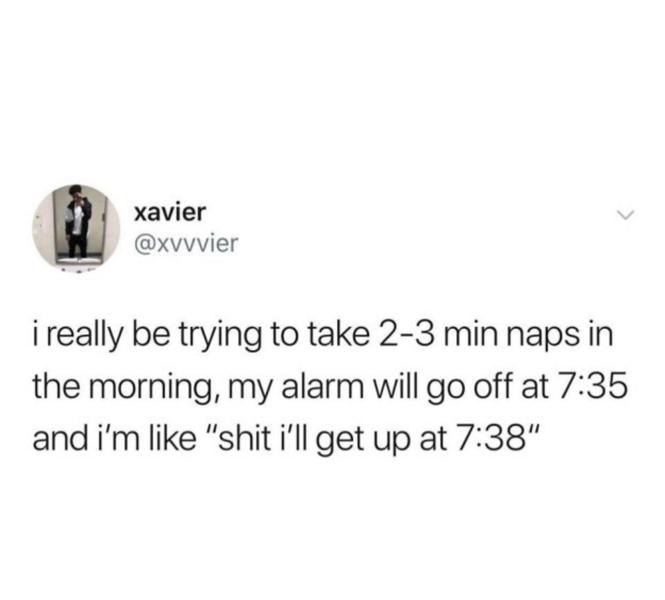 xavier
@xvvvier
i really be trying to take 2-3 min naps in
the morning, my alarm will go off at 7:35
and i'm like "shit i'll get up at 7:38"